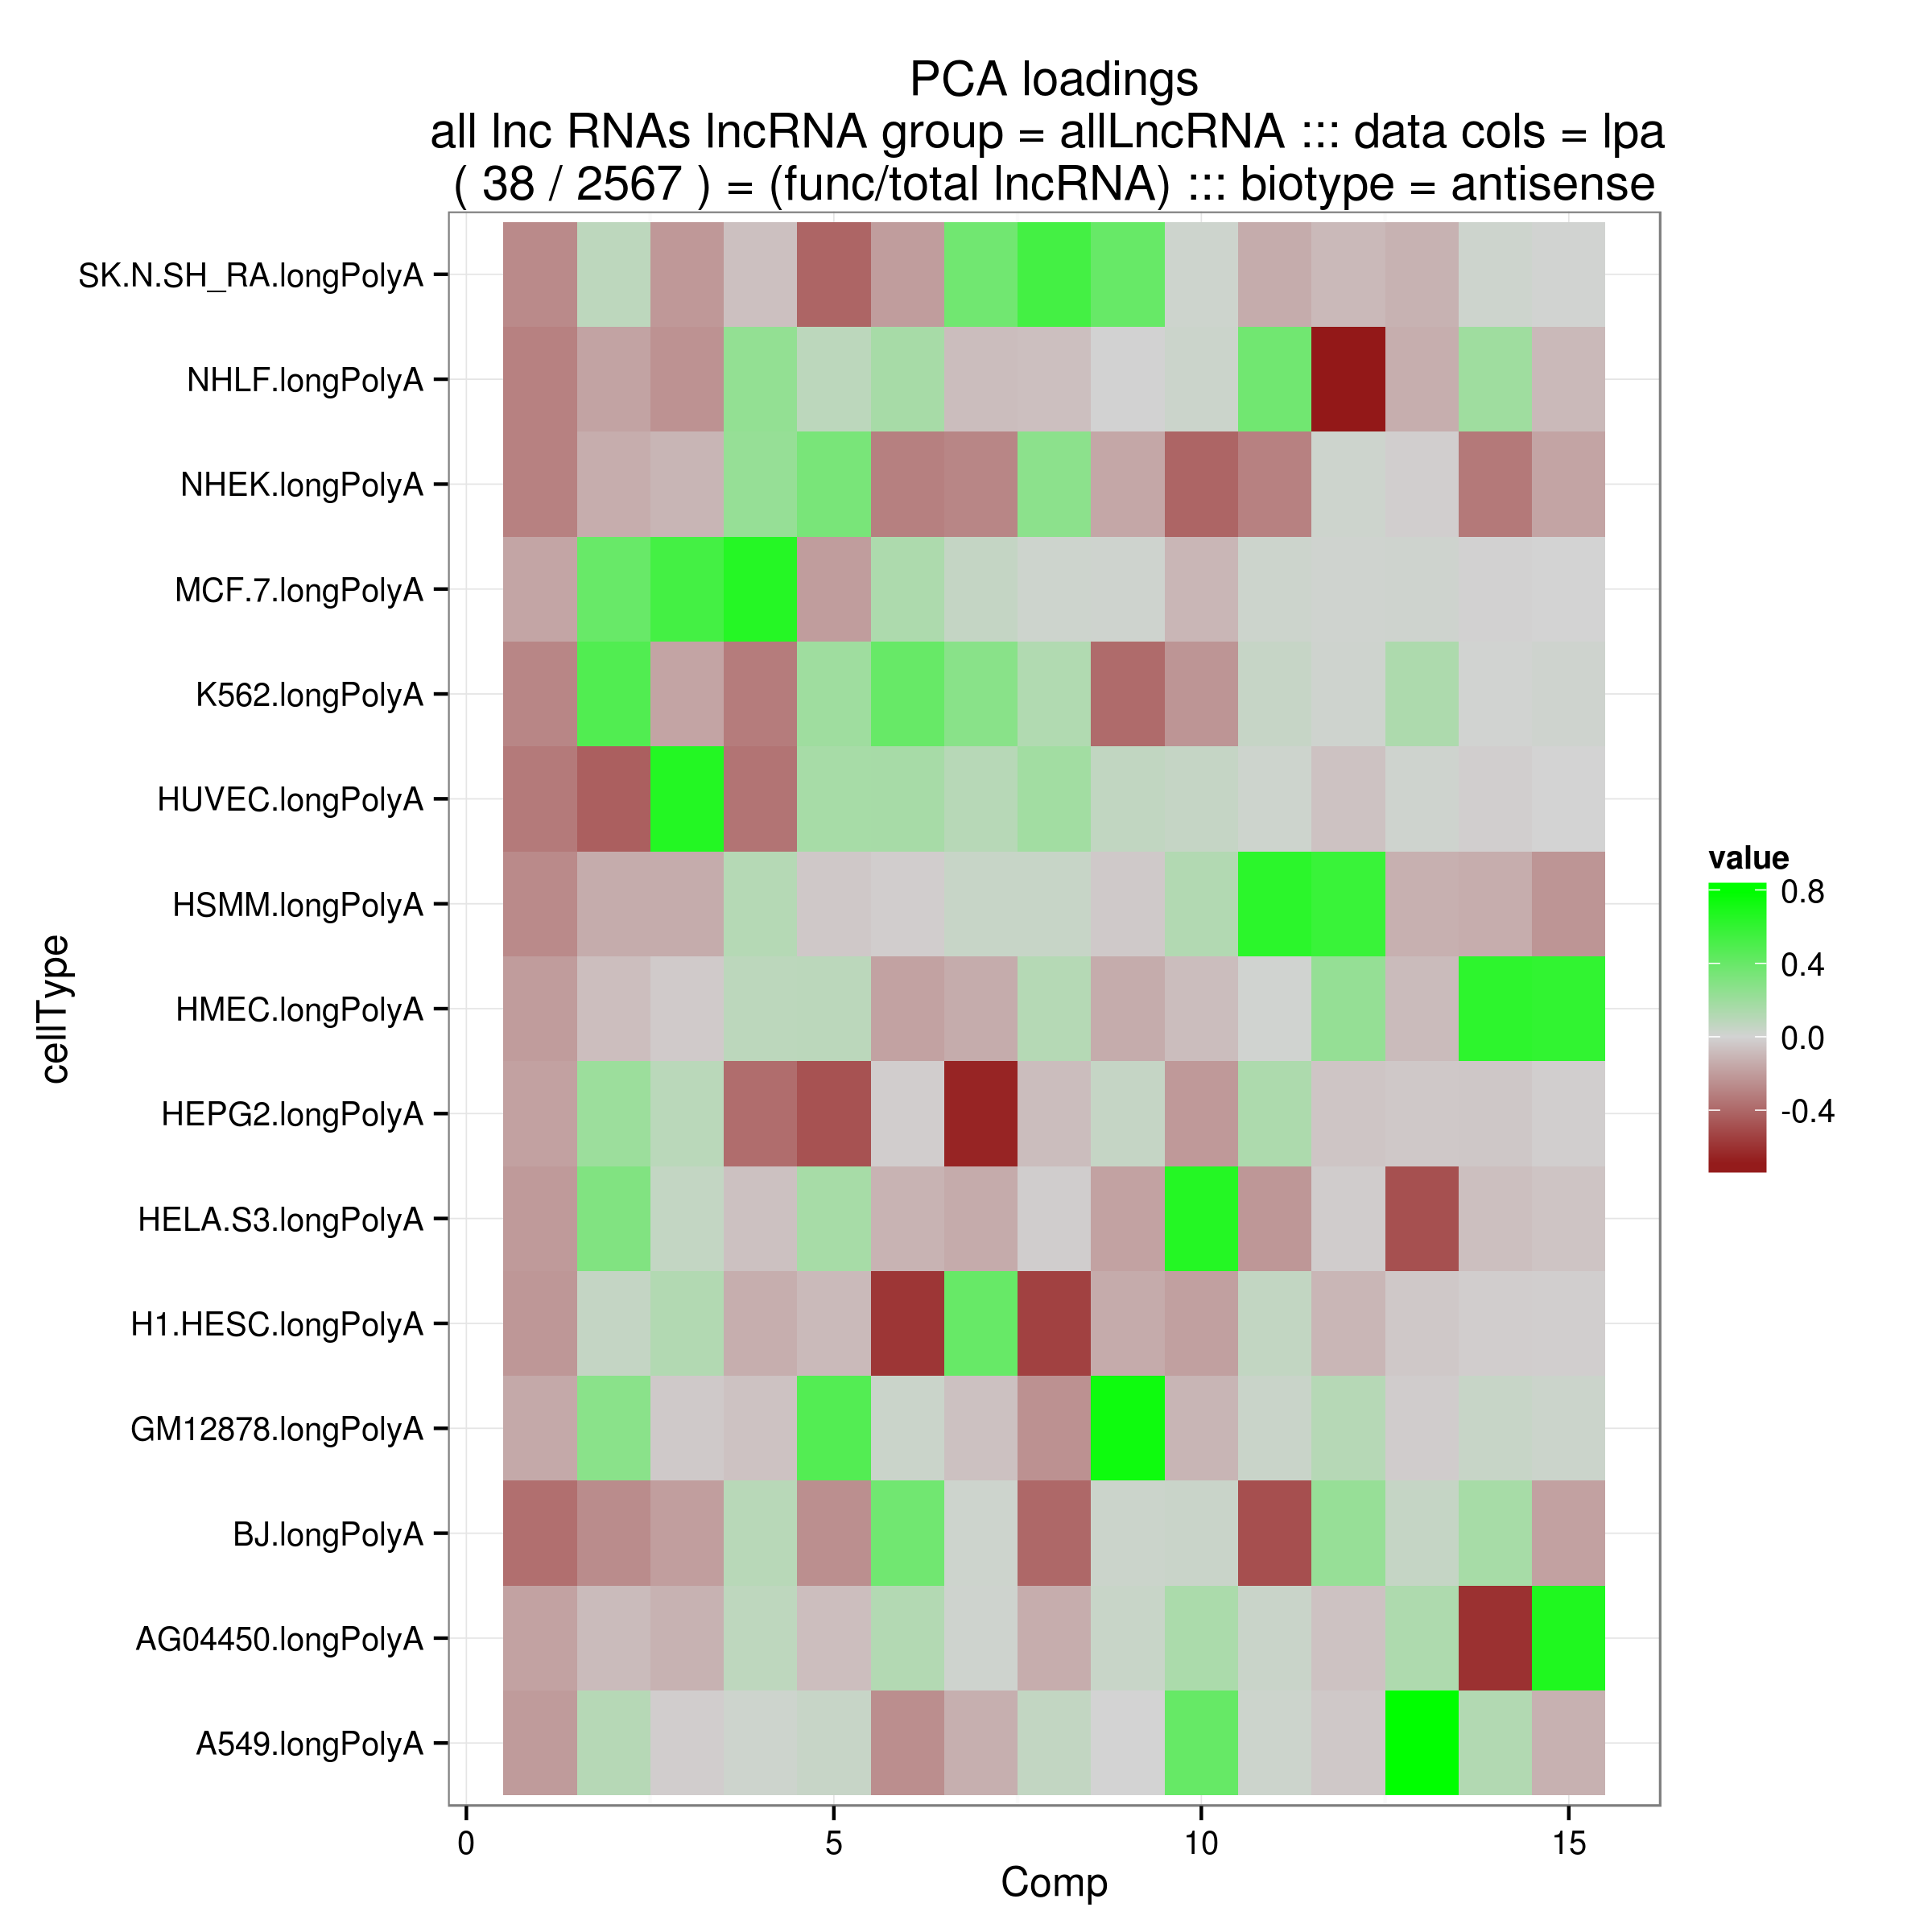 PCA loadings
all lnc RNAs lncRNA group = allLncRNA ::: data cols = lpa
( 38 / 2567 ) = (func/total lncRNA) ::: biotype = antisense
SK.N.SH_RA.longPolyA
NHLF.longPolyA
NHEK.longPolyA
MCF.7.longPolyA
K562.longPolyA
HUVEC.longPolyA
HSMM.longPolyA
HMEC.longPolyA
HEPG2.longPolyA
HELA.S3.longPolyA
H1.HESC.longPolyA
GM12878.longPolyA
BJ.longPolyA
AG04450.longPolyA
A549.longPolyA
cellType
0 5 10 15
Comp
value
0.8
0.4
0.0
-0.4